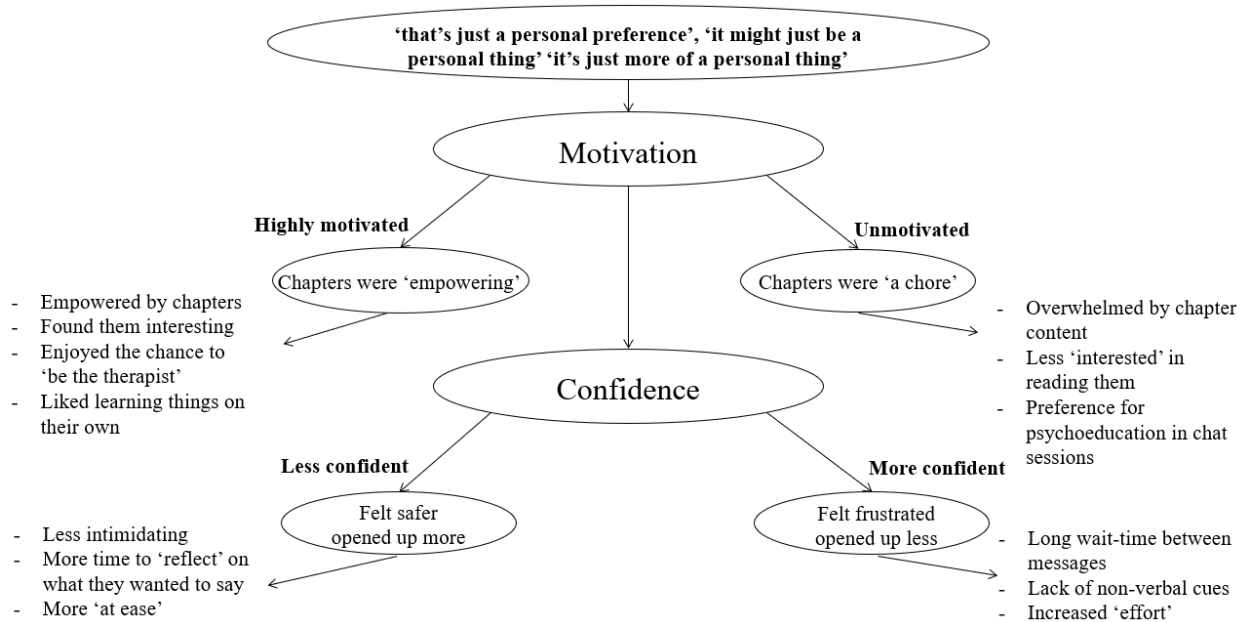 ‘that’s just a personal preference’, ‘it might just be a
personal thing’ ‘it’s just more of a personal thing’
Motivation
Highly motivated
Unmotivated
Chapters were ‘empowering’
Chapters were ‘a chore’
- Empowered by chapters
- Found them interesting
- Enjoyed the chance to
‘be the therapist’
- Liked learning things on
their own
- Overwhelmed by chapter
content
- Less ‘interested’ in
reading them
- Preference for
psychoeducation in chat
sessions
Confidence
Less confident
More confident
Felt safer
opened up more
Felt frustrated
opened up less
- Less intimidating
- More time to ‘reflect’ on
what they wanted to say
- More ‘at ease’
- Long wait-time between
messages
- Lack of non-verbal cues
- Increased ‘effort’